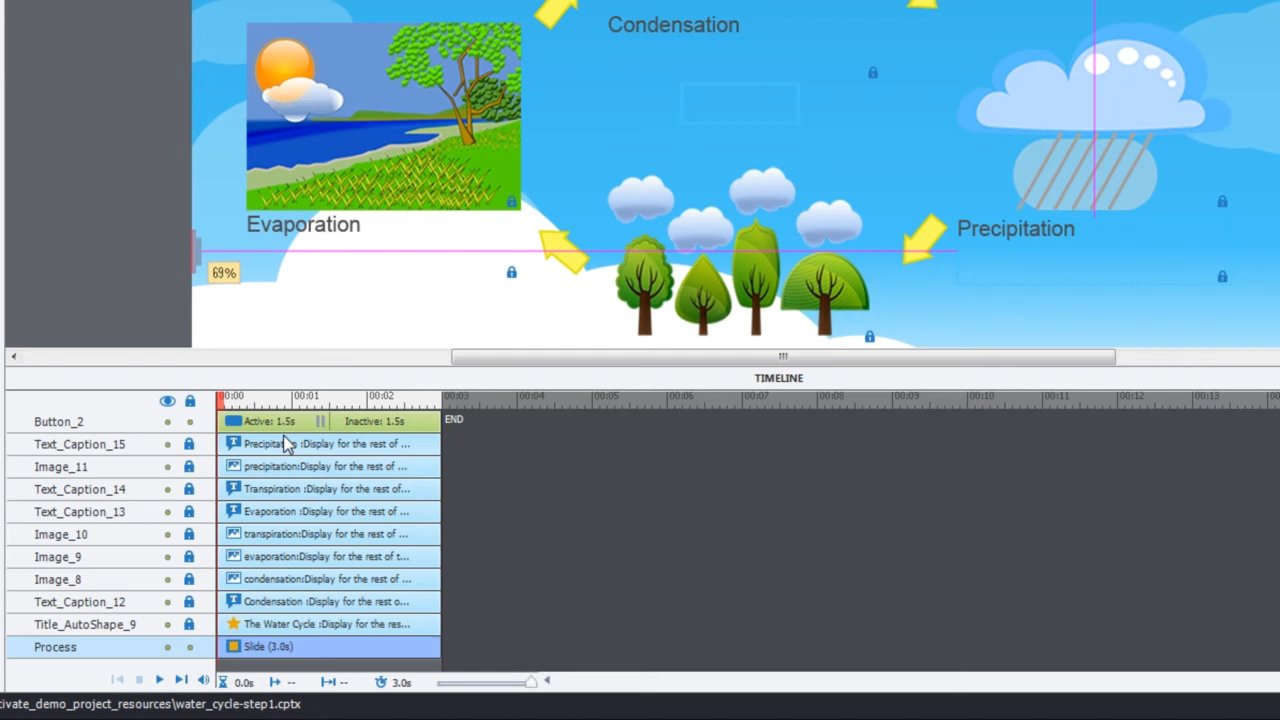 Condensation
Evaporation
Precipitation
69%
TIMELINE
00:00 00:01 00:02 00:03 00:04 00:05 00:06 00:07 00:08 00:09 00:10 00:11 00:12 00:13
Button_2 Active: 1.5s Inactive: 1.5s END
Text_Caption_15 :Display for the rest of ...
Image_11 precipitation:Display for the rest of ...
Text_Caption_14 Transpiration :Display for the rest of...
Text_Caption_13 Evaporation :Display for the rest of ...
Image_10 transpiration:Display for the rest of ...
Image_9 evaporation:Display for the rest of t...
Image_8 condensation:Display for the rest of ...
Text_Caption_12 Condensation :Display for the rest o...
Title_AutoShape_9 The Water Cycle :Display for the res...
Process Slide (3.0s)
0.0s -- -- 3.0s
tivate_demo_project_resources\water_cycle-step1.cptx